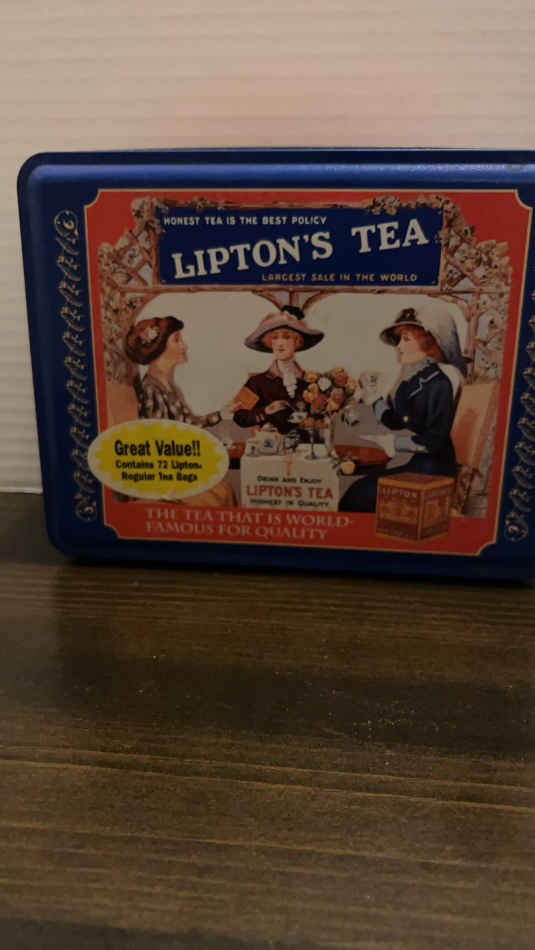 HONEST TEA IS THE BEST POLICY
LIPTON'S TEA
LARGEST SALE IN THE WORLD
Great Value!!
Contains 72 Lipton®
Regular Tea Bags
DRINK AND ENJOY
LIPTON'S TEA
HIGHEST IN QUALITY
LIPTON
THE TEA THAT IS WORLD-
FAMOUS FOR QUALITY